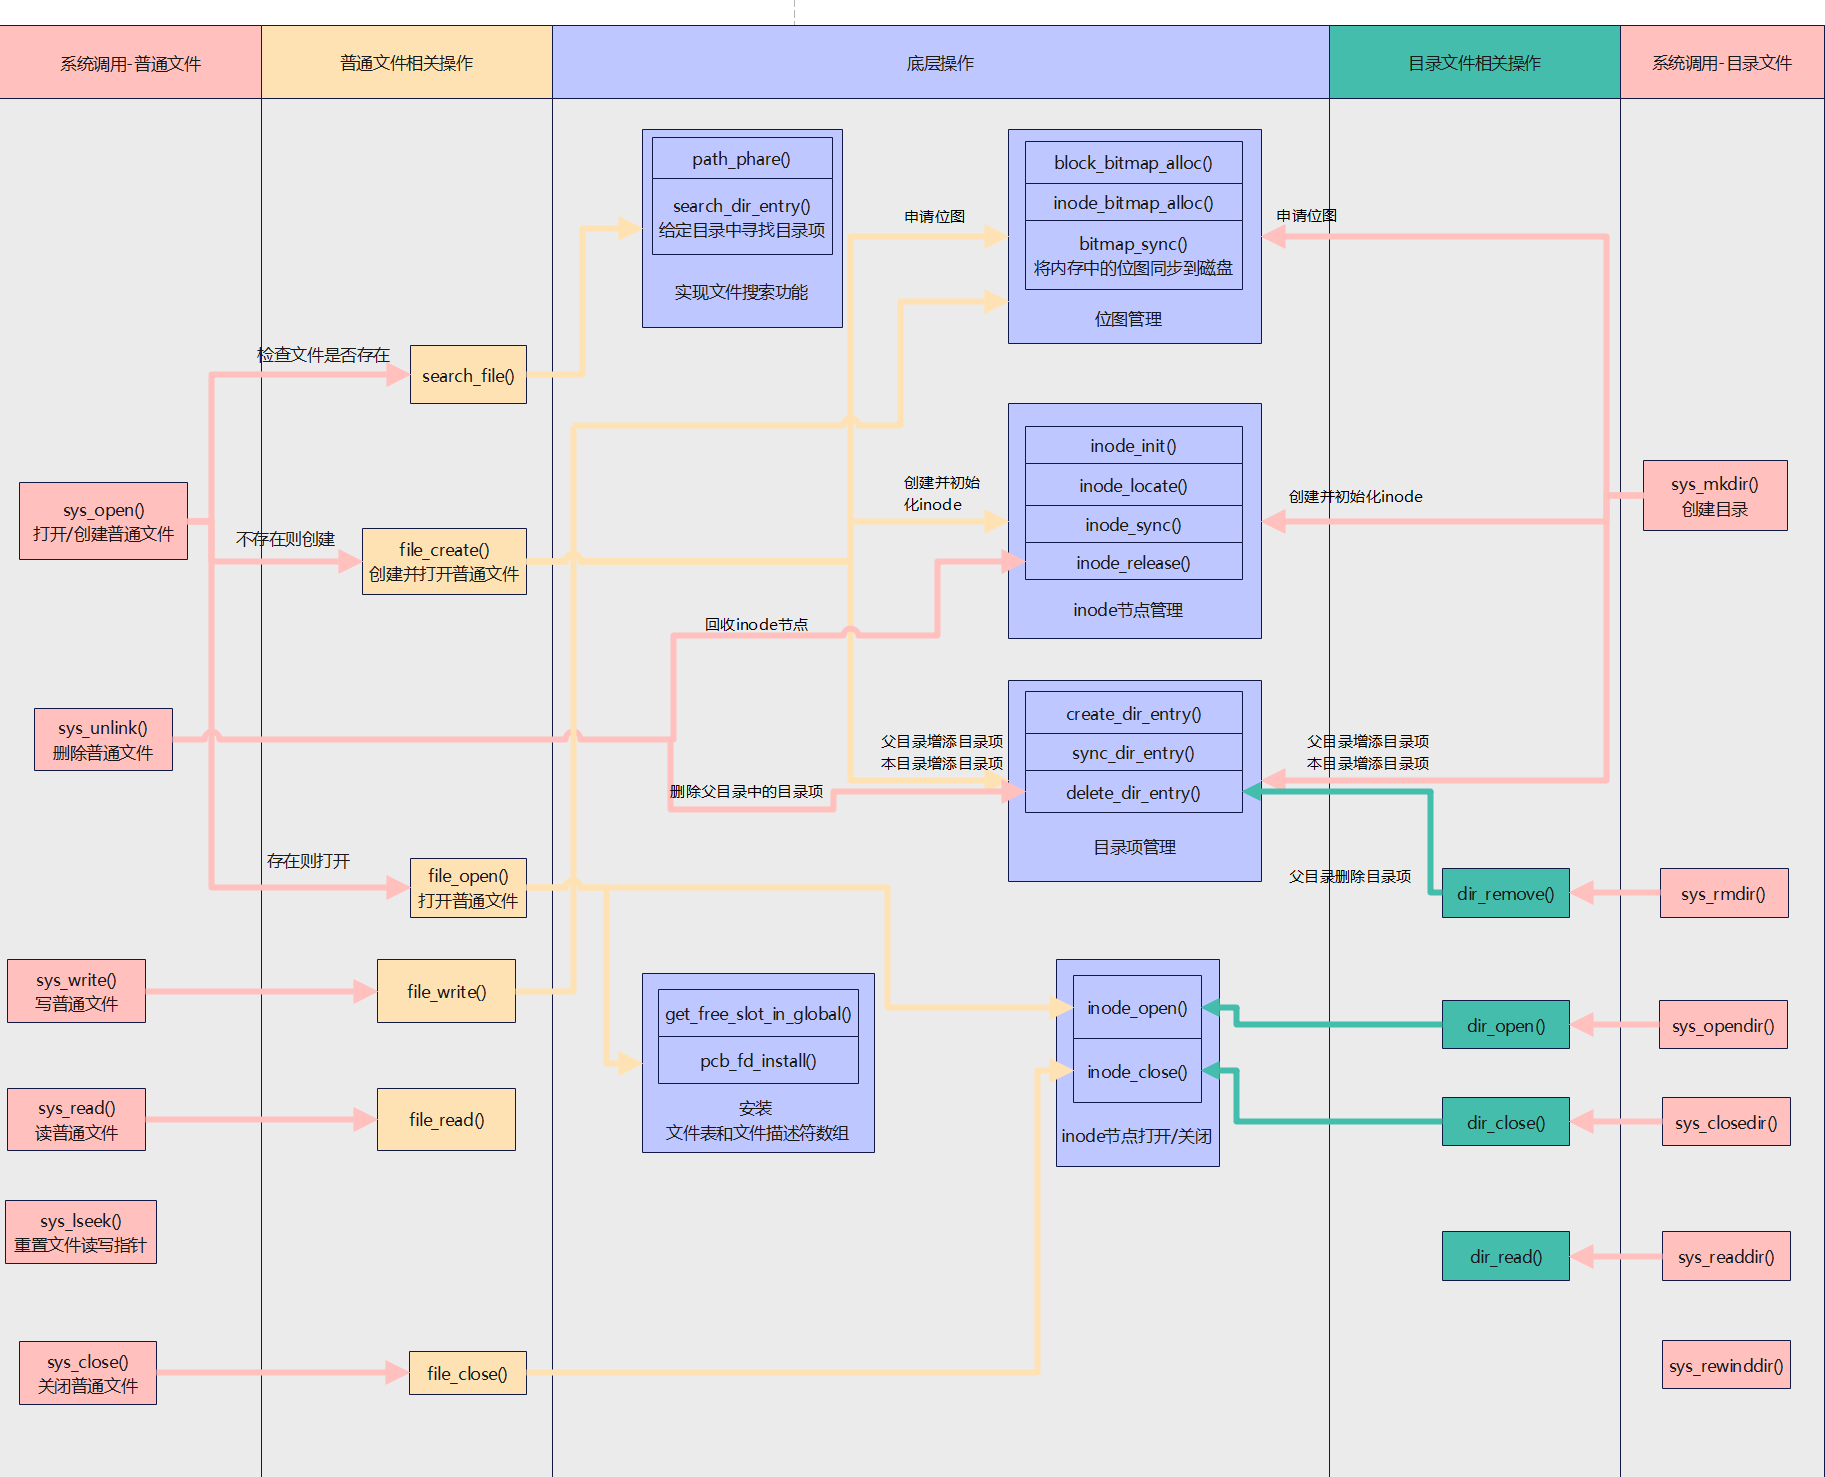 系统调用-普通文件
普通文件相关操作
底层操作
目录文件相关操作
系统调用-目录文件
path_phare()
search_dir_entry()
给定目录中寻找目录项
实现文件搜索功能
申请位图
block_bitmap_alloc()
inode_bitmap_alloc()
bitmap_sync()
将内存中的位图同步到磁盘
位图管理
申请位图
检查文件是否存在
search_file()
sys_open()
打开/创建普通文件
不存在则创建
file_create()
创建并打开普通文件
创建并初始
化inode
inode_init()
inode_locate()
inode_sync()
inode_release()
inode节点管理
创建并初始化inode
sys_mkdir()
创建目录
回收inode节点
sys_unlink()
删除普通文件
删除父目录中的目录项
父目录增添目录项
本目录增添目录项
create_dir_entry()
sync_dir_entry()
delete_dir_entry()
目录项管理
父目录增添目录项
本目录增添目录项
存在则打开
file_open()
打开普通文件
父目录删除目录项
dir_remove()
sys_rmdir()
sys_write()
写普通文件
file_write()
get_free_slot_in_global()
pcb_fd_install()
安装
文件表和文件描述符数组
inode_open()
inode_close()
inode节点打开/关闭
dir_open()
sys_opendir()
sys_read()
读普通文件
file_read()
dir_close()
sys_closedir()
sys_lseek()
重置文件读写指针
dir_read()
sys_readdir()
sys_close()
关闭普通文件
file_close()
sys_rewinddir()